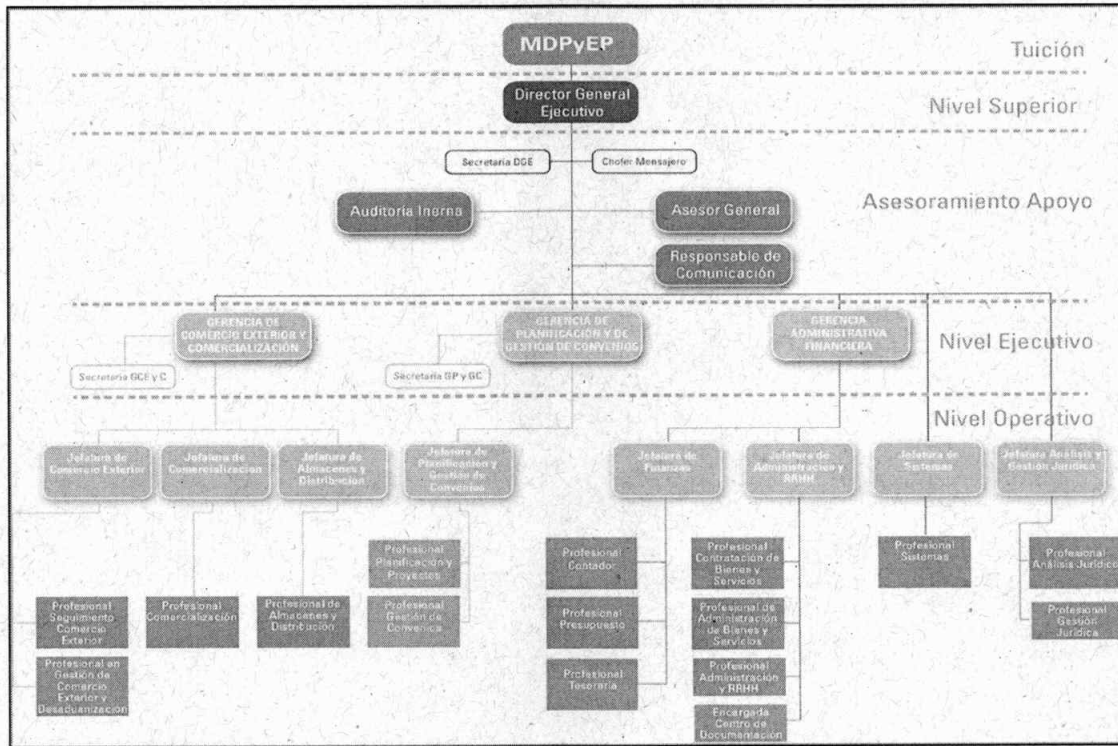 MDPyEP
Tuición
Director General
Ejecutivo
Nivel Superior
Secretaria DGE
Chofer Mensajero
Auditoría Inerna
Asesor General
Asesoramiento Apoyo
Responsable de
Comunicación
GERENCIA DE
COMERCIO EXTERIOR Y
COMERCIALIZACIÓN
GERENCIA DE
PLANIFICACIÓN Y DE
GESTIÓN DE CONVENIOS
GERENCIA
ADMINISTRATIVA
FINANCIERA
Nivel Ejecutivo
Secretaria GCE y C
Secretaria GP y GC
Nivel Operativo
Jefatura de
Comercio Exterior
Jefatura de
Comercialización
Jefatura de
Almacenes y
Distribución
Jefatura de
Planificación y
Gestión de
Convenios
Jefatura de
Finanzas
Jefatura de
Administración y
RRHH
Jefatura de
Sistemas
Jefatura Análisis y
Gestión Jurídica
Profesional
Planificación y
Proyectos
Profesional
Contador
Profesional
Contratación de
Bienes y
Servicios
Profesional
Sistemas
Profesional
Análisis Jurídico
Profesional
Seguimiento
Comercio
Exterior
Profesional
Comercialización
Profesional de
Almacenes y
Distribución
Profesional
Gestión de
Convenios
Profesional
Presupuesto
Profesional de
Administración
de Bienes y
Servicios
Profesional
Gestión
Jurídica
Profesional en
Gestión de
Comercio
Exterior y
Desaduanización
Profesional
Tesorería
Profesional
Administración
y RRHH
Encargada
Centro de
Documentación